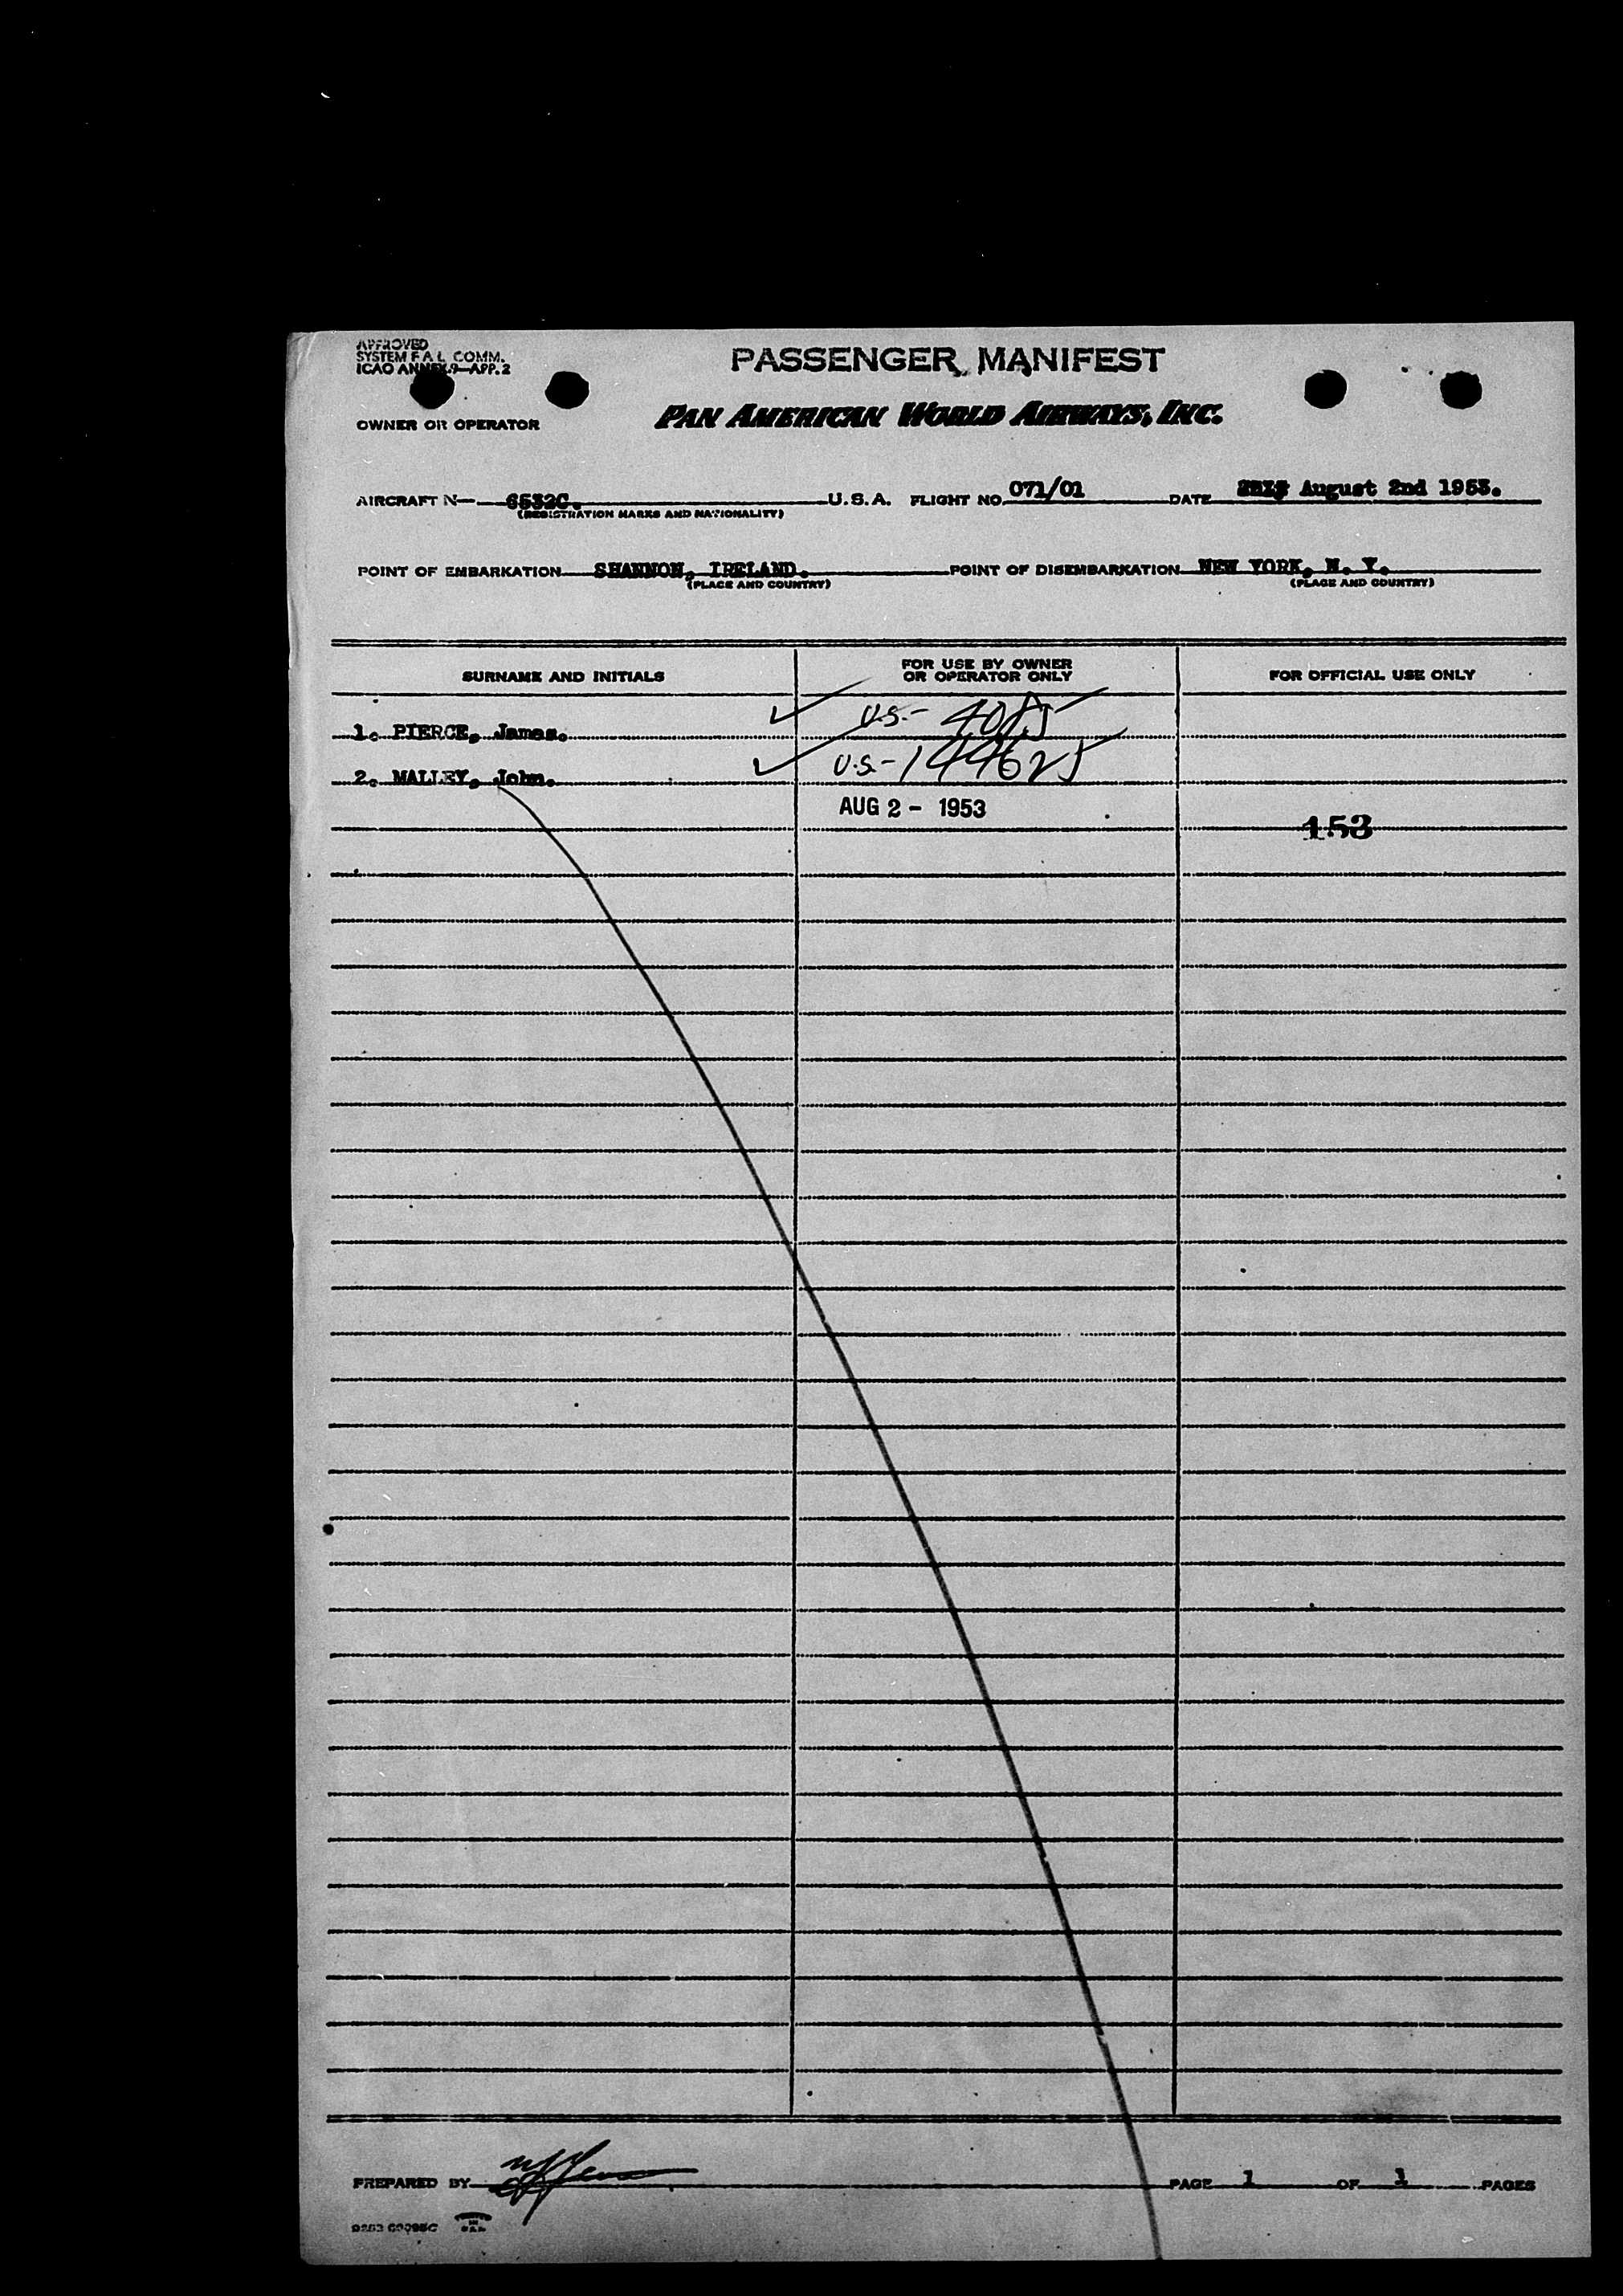 APPROVED
SYSTEM F A L COMM.
ICAO ANNEX 9—APP. 2
PASSENGER MANIFEST
OWNER OR OPERATOR
PAN AMERICAN WORLD AIRWAYS, INC.
AIRCRAFT N— 6532C. U.S.A. FLIGHT NO. 071/01 DATE August 2nd 1953.
(REGISTRATION MARKS AND NATIONALITY)
POINT OF EMBARKATION SHANNON, IRELAND. POINT OF DISEMBARKATION NEW YORK, N. Y.
(PLACE AND COUNTRY) (PLACE AND COUNTRY)
SURNAME AND INITIALS FOR USE BY OWNER OR OPERATOR ONLY FOR OFFICIAL USE ONLY
1. PIERCE, James. U.S.- 4085
2. MALLEY, John. U.S.- 144625
AUG 2 - 1953
153
PREPARED BY PAGE 1 OF 1 PAGES